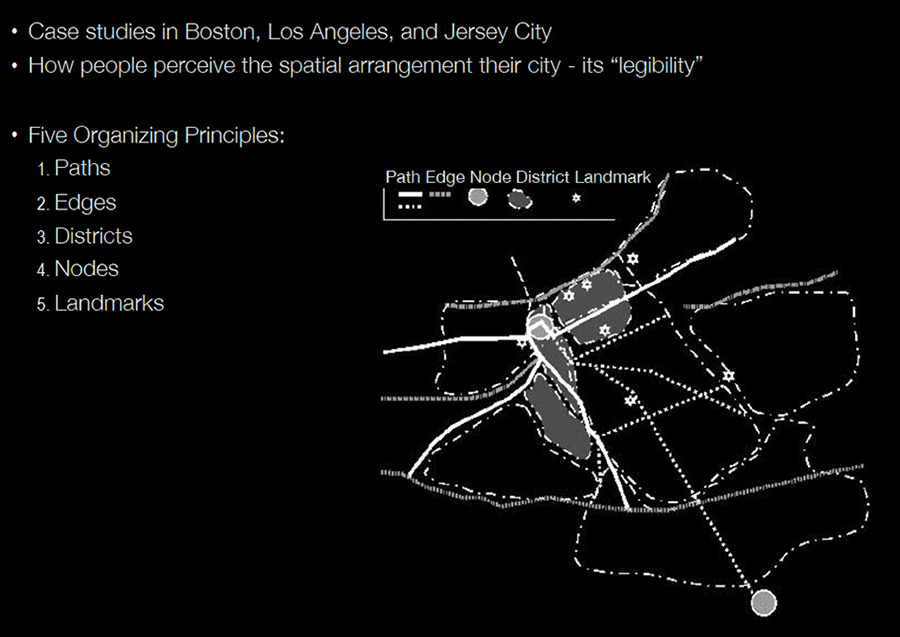 • Case studies in Boston, Los Angeles, and Jersey City
• How people perceive the spatial arrangement their city - its “legibility”
• Five Organizing Principles:
1. Paths
2. Edges
3. Districts
4. Nodes
5. Landmarks
Path Edge Node District Landmark